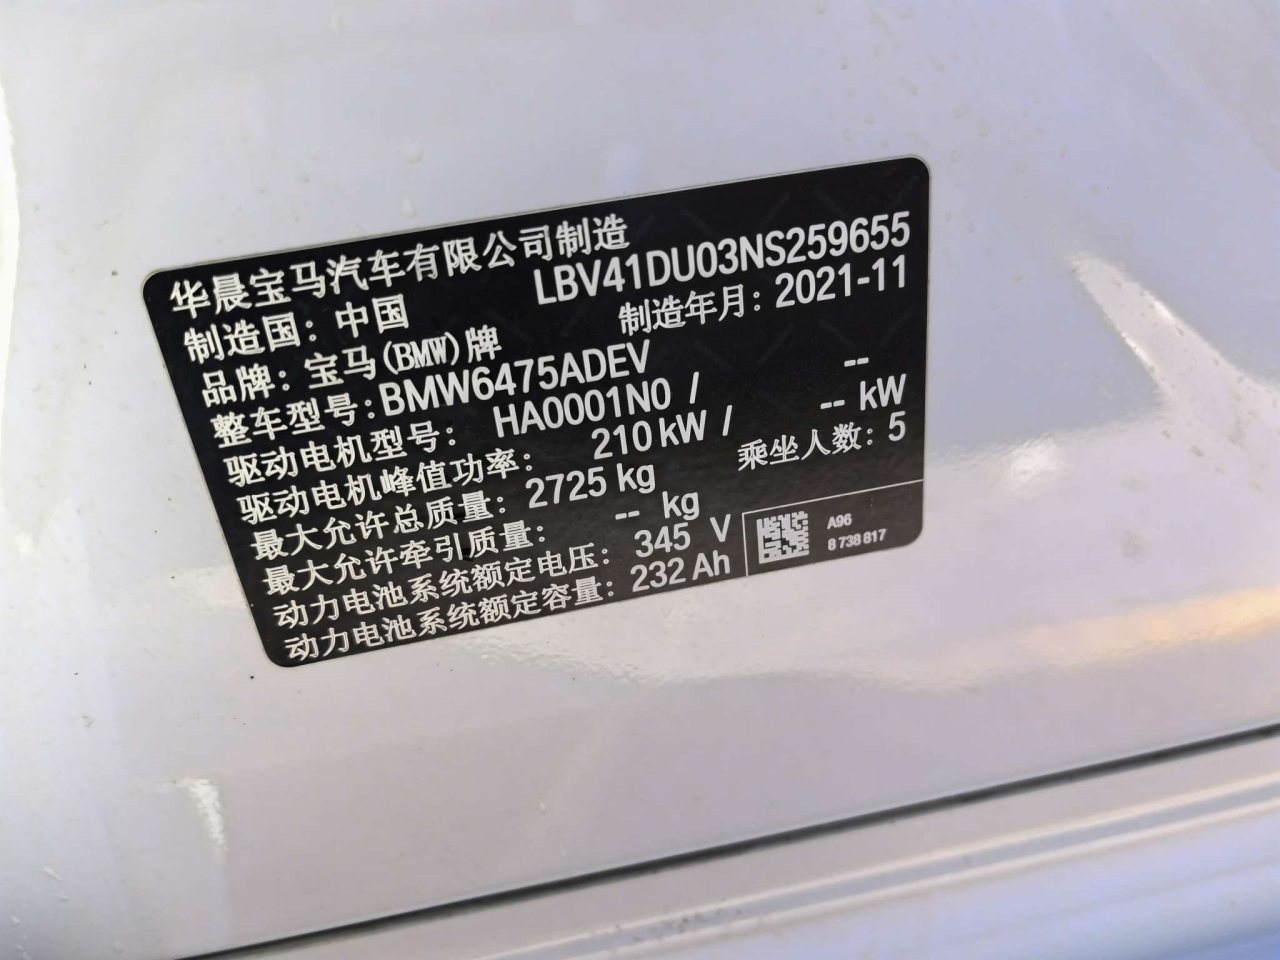 华晨宝马汽车有限公司制造
制造国：中国 LBV41DU03NS259655
品牌：宝马(BMW)牌 制造年月：2021-11
整车型号：BMW6475ADEV
驱动电机型号： HA0001N0 / --
驱动电机峰值功率： 210 kW / -- kW
最大允许总质量： 2725 kg 乘坐人数：5
最大允许牵引质量： -- kg
动力电池系统额定电压： 345 V
动力电池系统额定容量： 232 Ah
A96
8 738 817